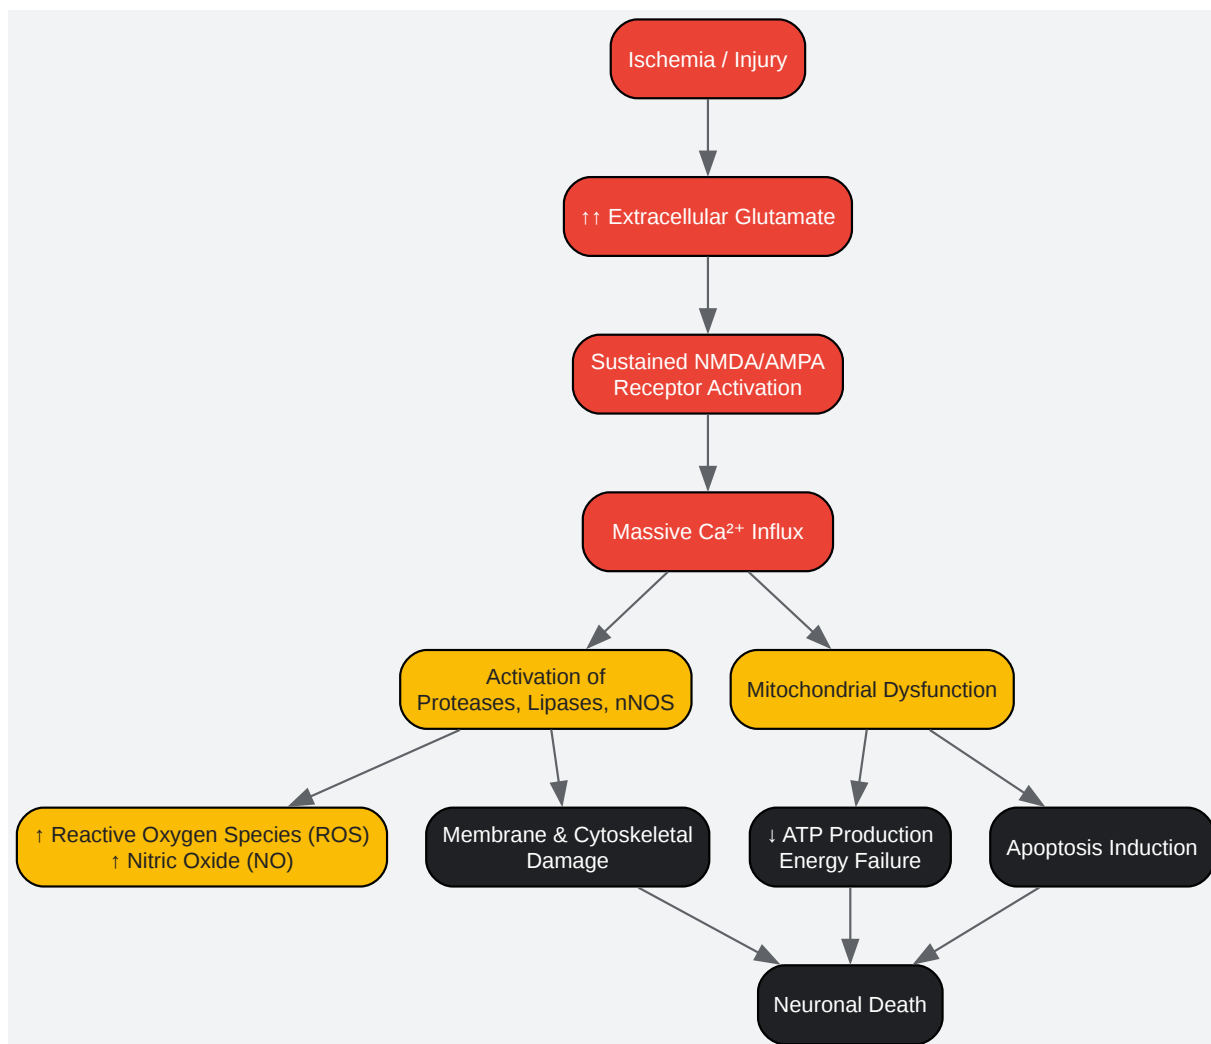 Ischemia / Injury
↑↑ Extracellular Glutamate
Sustained NMDA/AMPA
Receptor Activation
Massive Ca²⁺ Influx
Activation of
Proteases, Lipases, nNOS
Mitochondrial Dysfunction
↑ Reactive Oxygen Species (ROS)
↑ Nitric Oxide (NO)
Membrane & Cytoskeletal
Damage
↓ ATP Production
Energy Failure
Apoptosis Induction
Neuronal Death